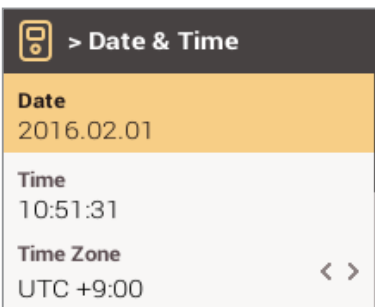 > Date & Time
Date
2016.02.01
Time
10:51:31
Time Zone
UTC +9:00
< >